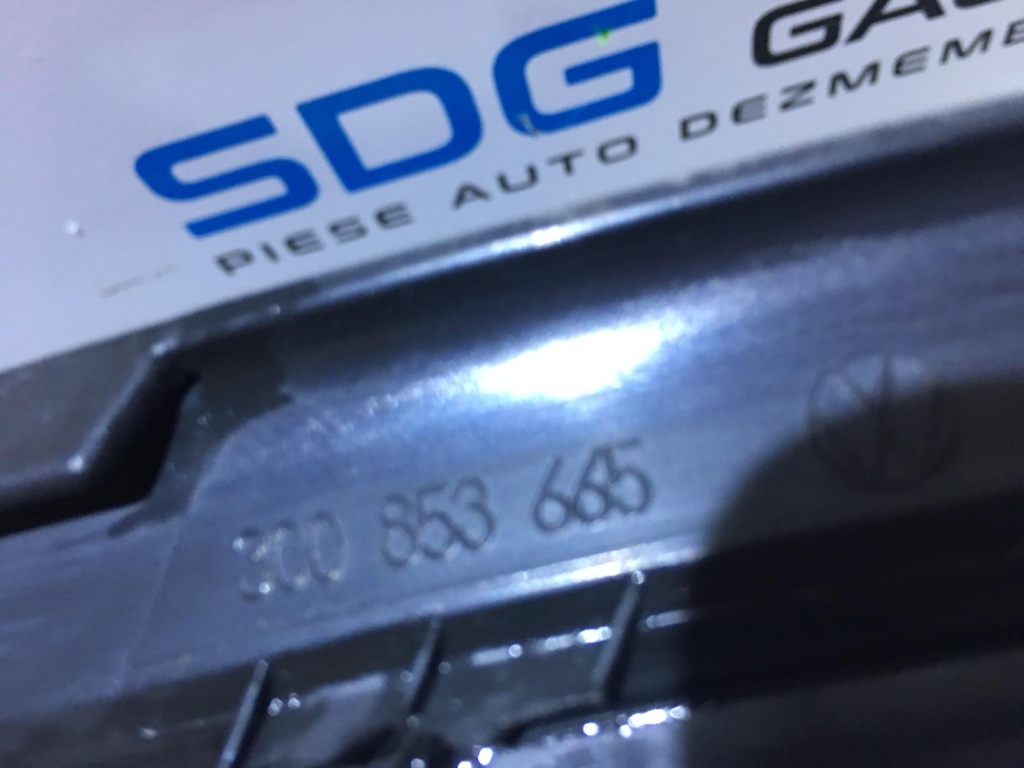 SDG
PIESE AUTO DEZMEMB
3C0 853 665